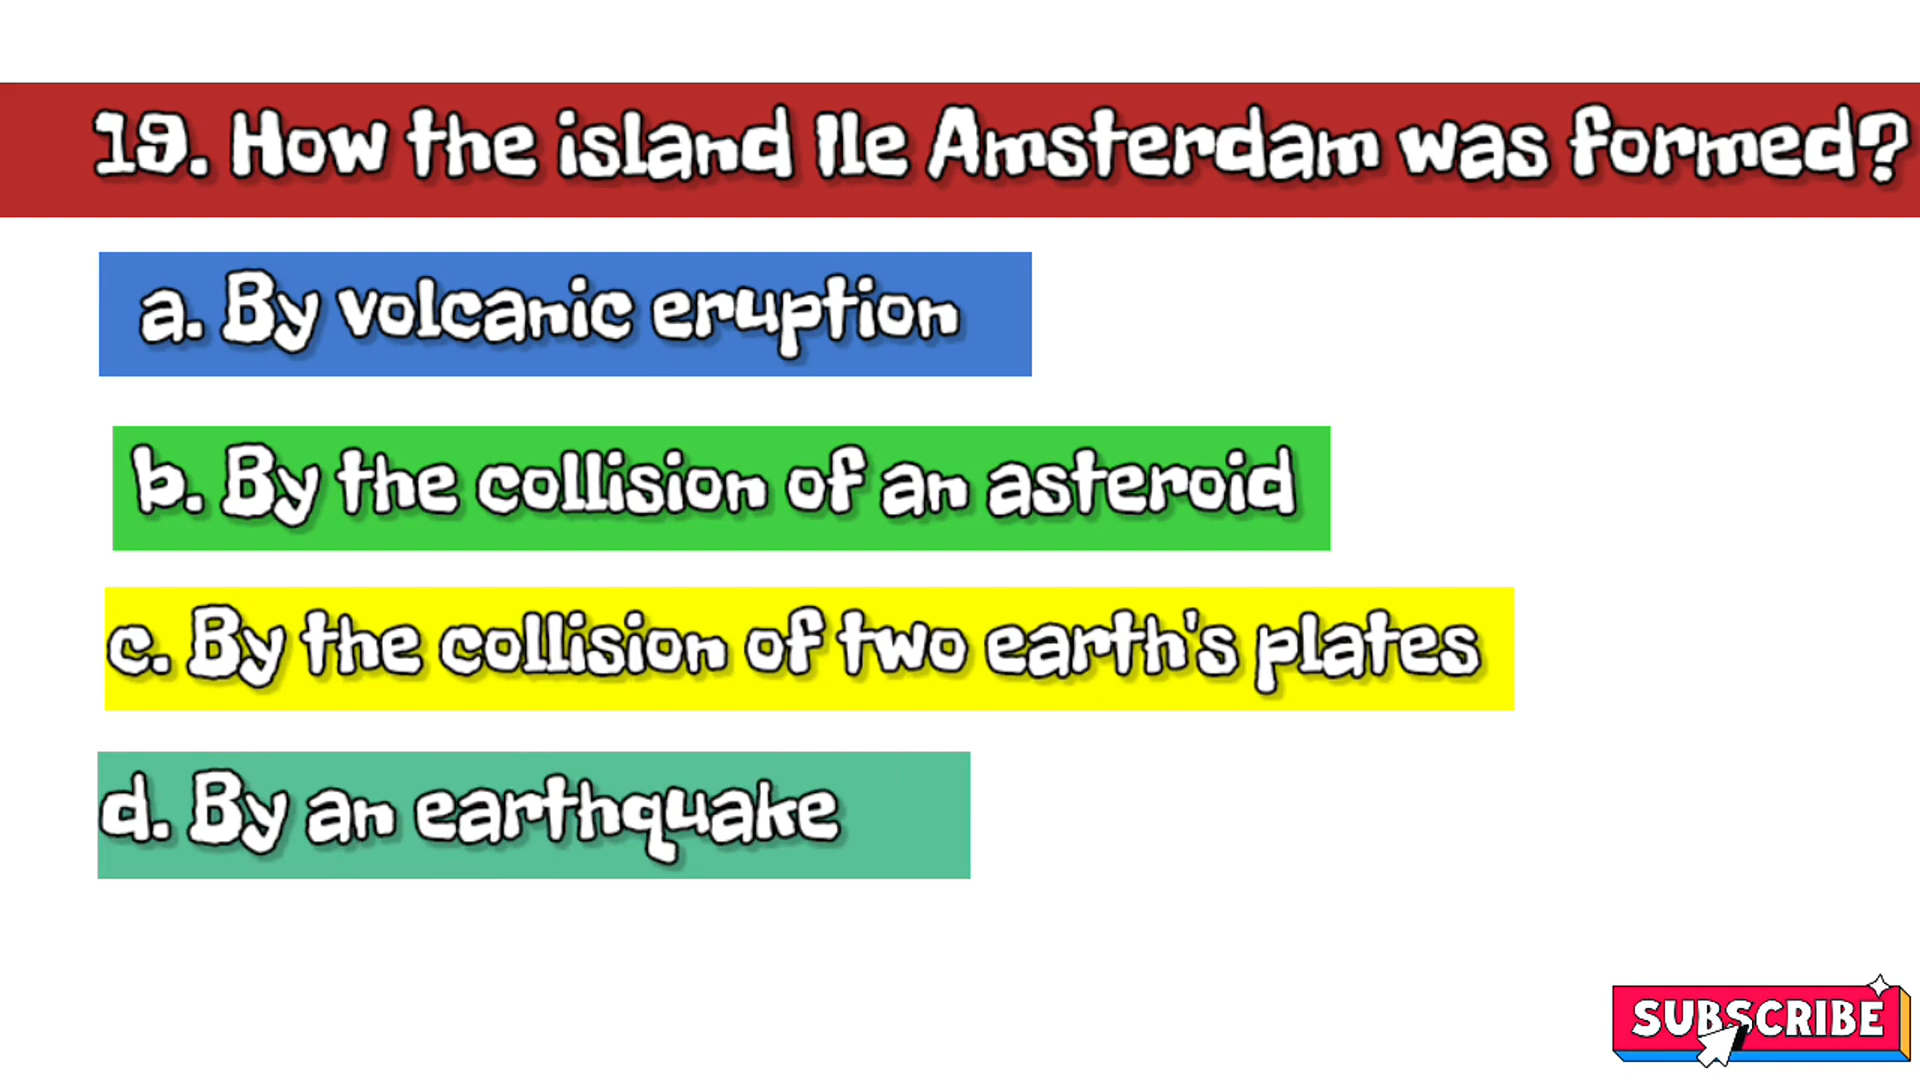 19. How the island Ile Amsterdam was formed?
a. By volcanic eruption
b. By the collision of an asteroid
c. By the collision of two earth's plates
d. By an earthquake
SUBSCRIBE